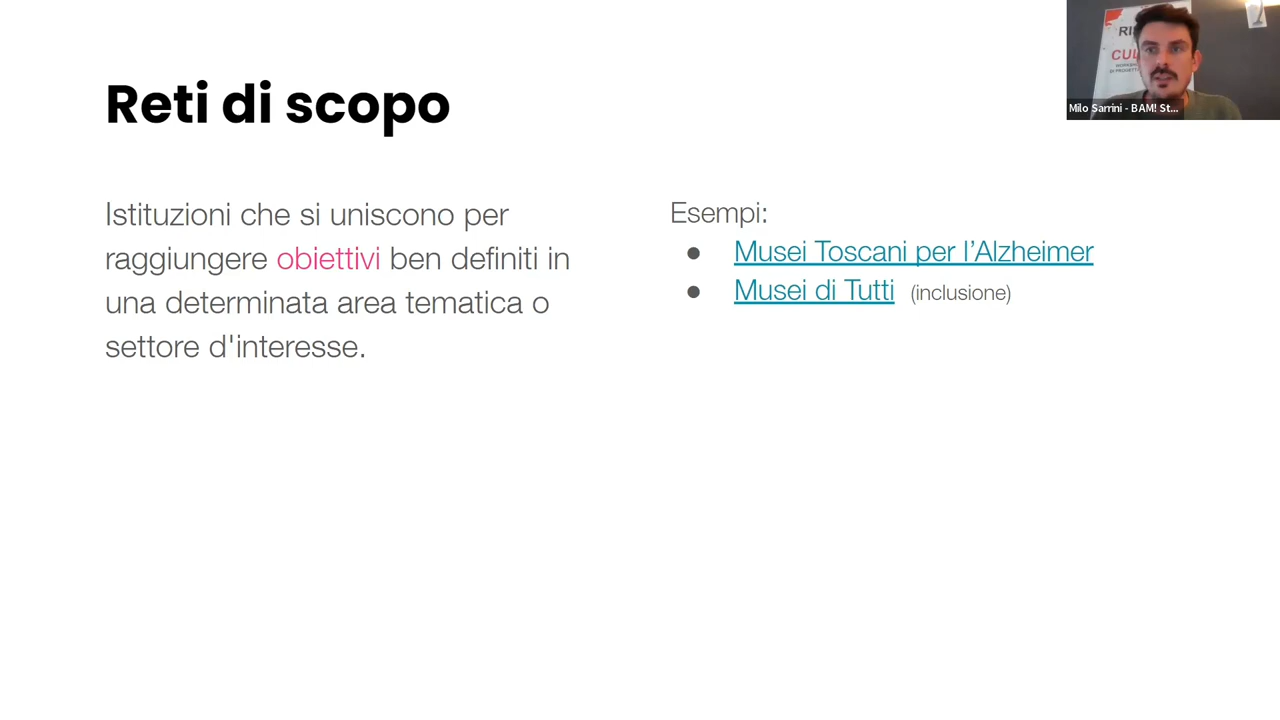 Reti di scopo
Istituzioni che si uniscono per
raggiungere obiettivi ben definiti in
una determinata area tematica o
settore d'interesse.
Esempi:
● Musei Toscani per l’Alzheimer
● Musei di Tutti (inclusione)
Milo Sarrini - BAM! St...